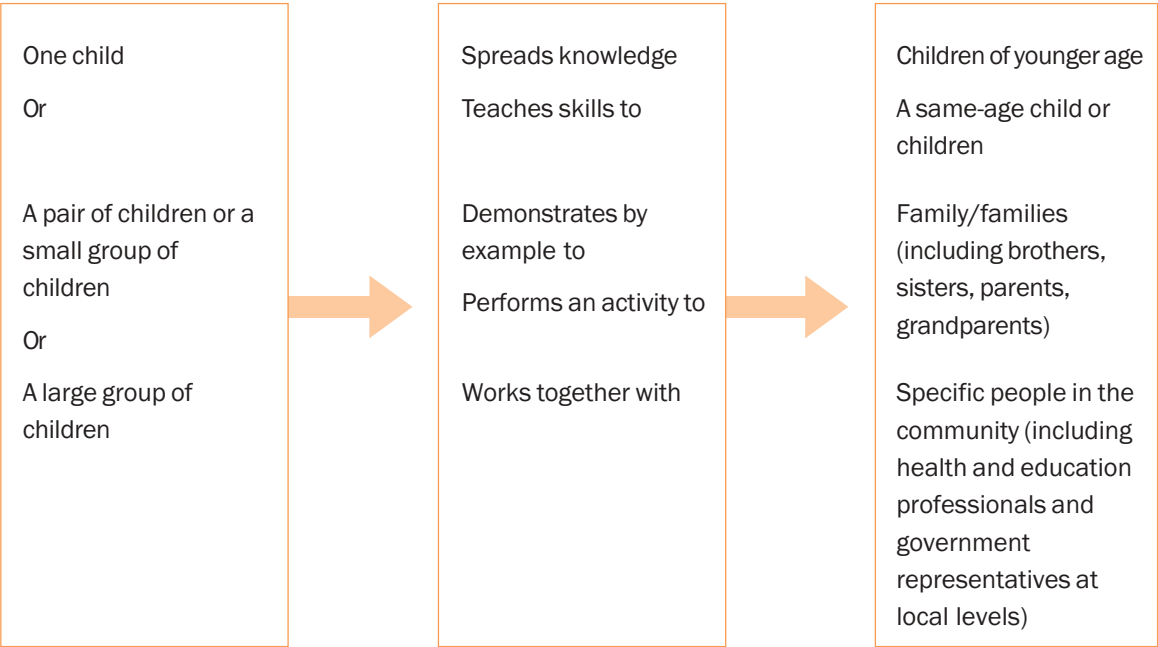 One child
Or
A pair of children or a
small group of
children
Or
A large group of
children
Spreads knowledge
Teaches skills to
Demonstrates by
example to
Performs an activity to
Works together with
Children of younger age
A same-age child or
children
Family/families
(including brothers,
sisters, parents,
grandparents)
Specific people in the
community (including
health and education
professionals and
government
representatives at
local levels)